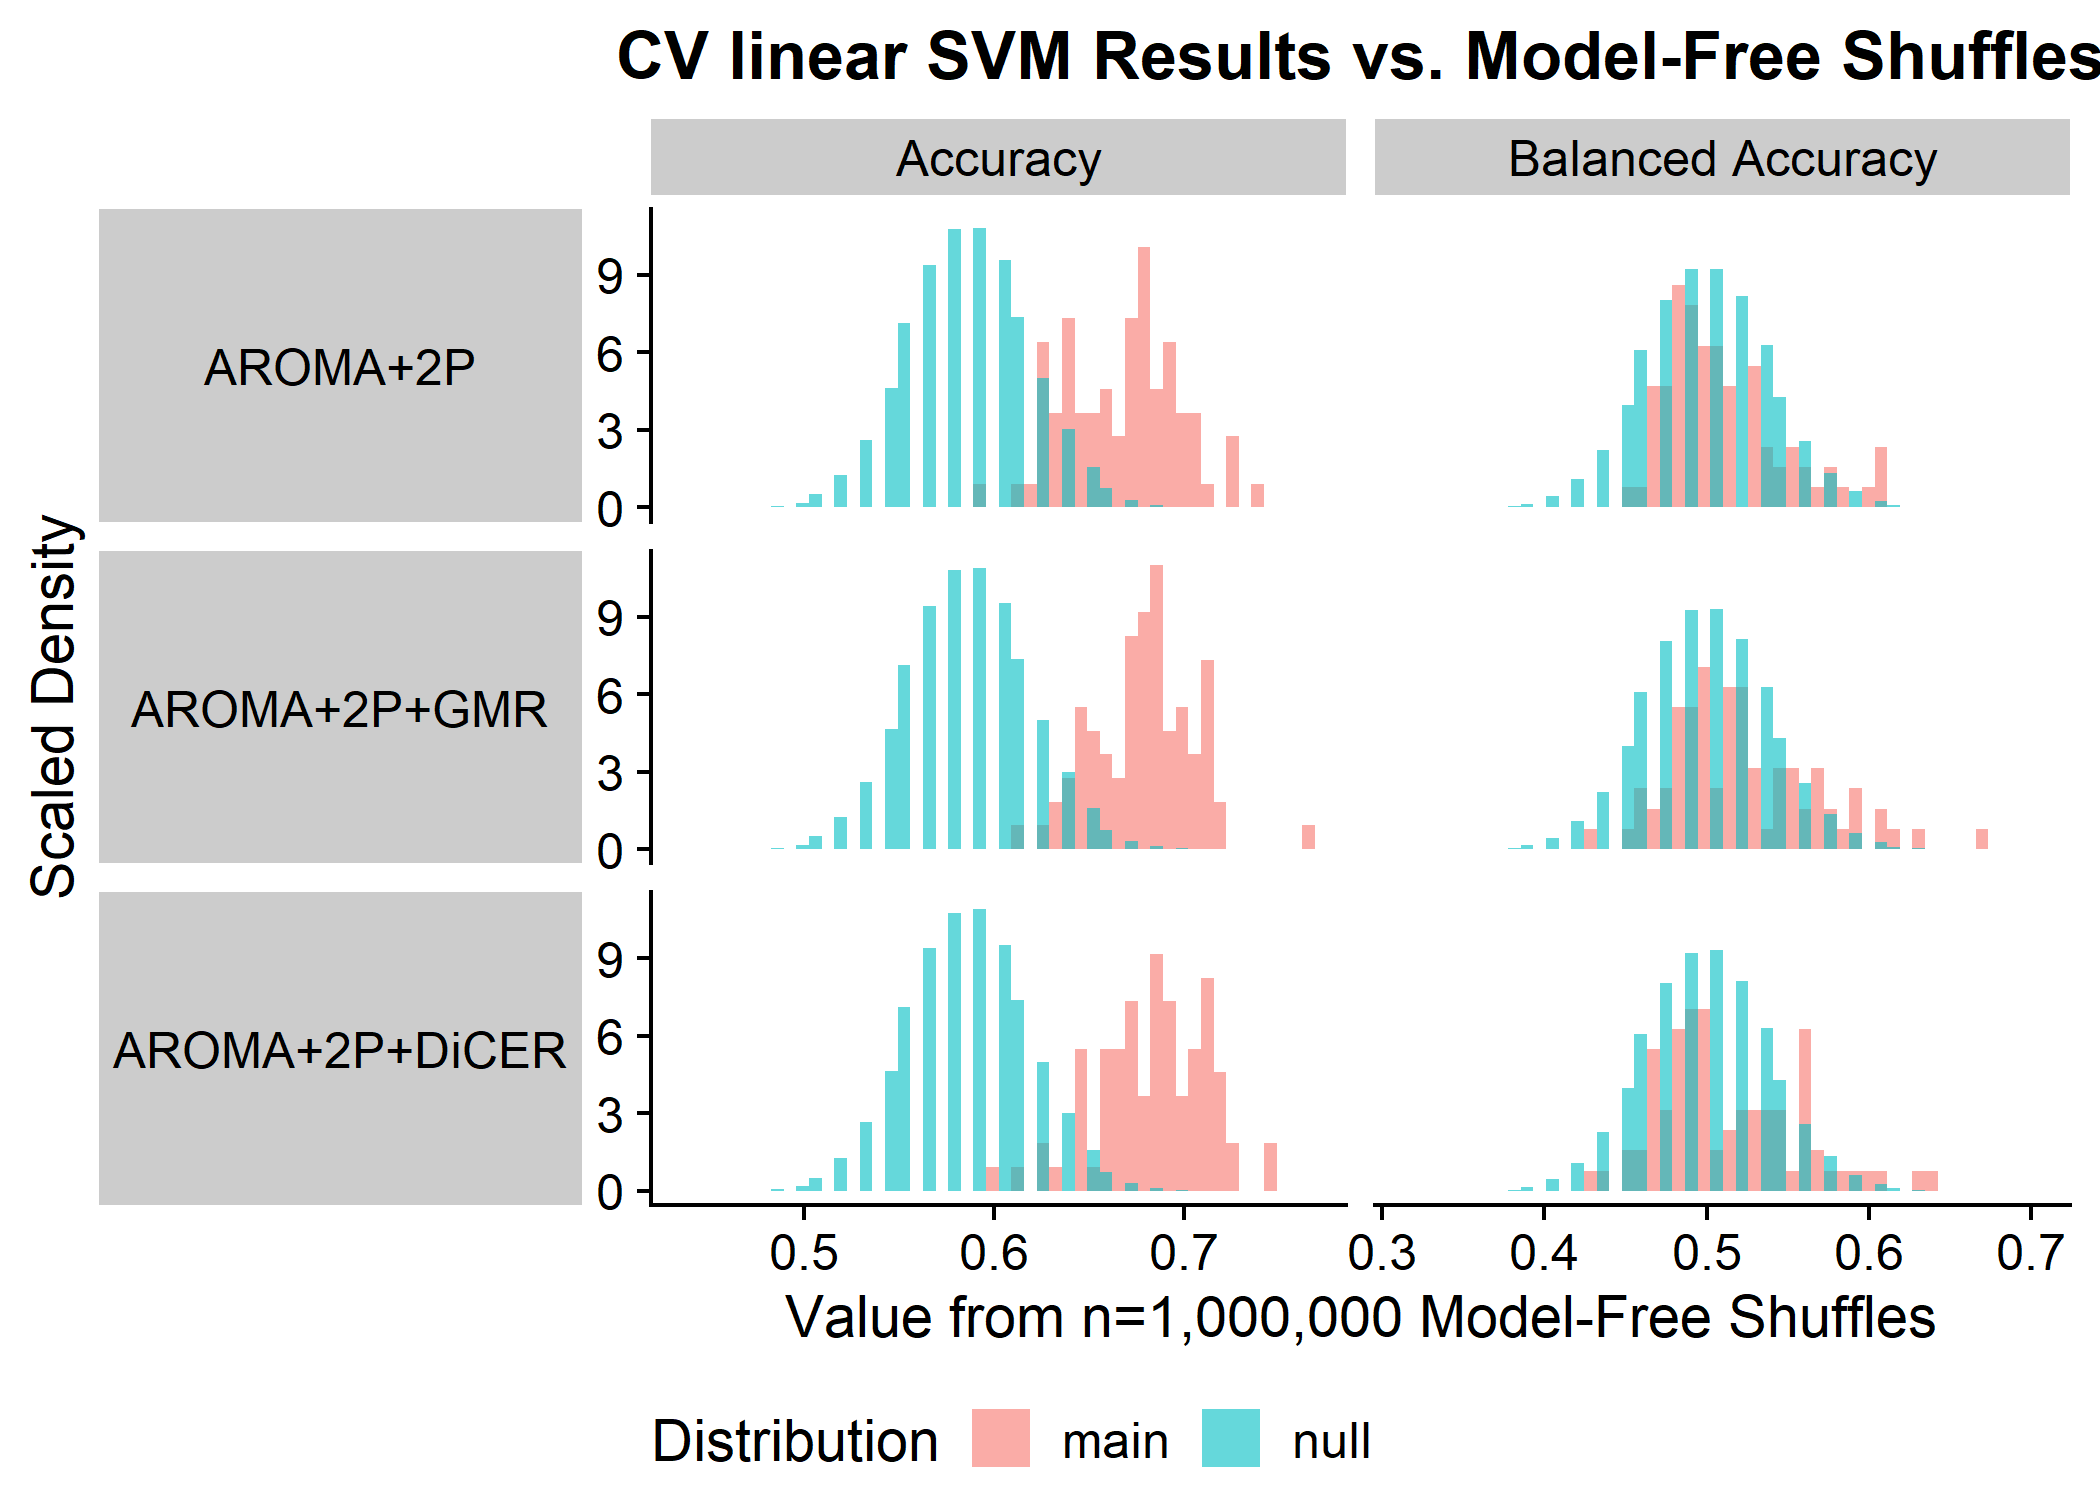 CV linear SVM Results vs. Model-Free Shuffles
Accuracy
Balanced Accuracy
Scaled Density
AROMA+2P
9
6
3
0
AROMA+2P+GMR
9
6
3
0
AROMA+2P+DiCER
9
6
3
0
0.5 0.6 0.7
0.3 0.4 0.5 0.6 0.7
Value from n=1,000,000 Model-Free Shuffles
Distribution main null